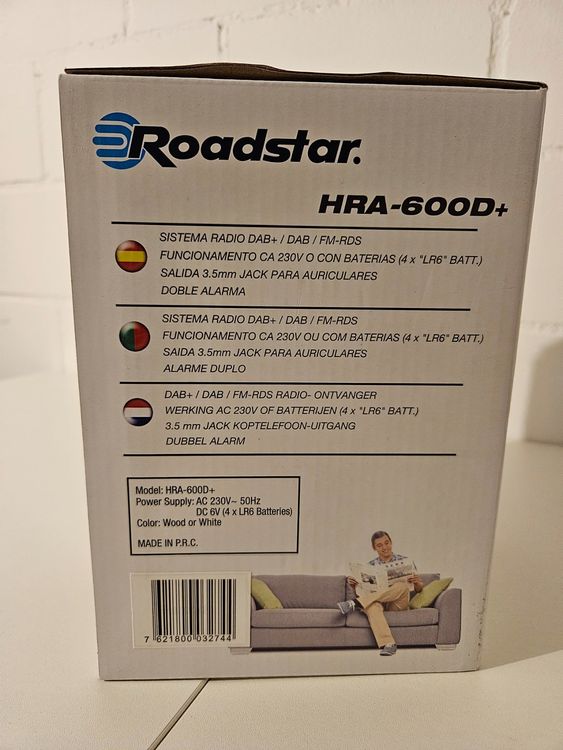 Roadstar.
HRA-600D+
SISTEMA RADIO DAB+ / DAB / FM-RDS
FUNCIONAMENTO CA 230V O CON BATERIAS (4 x "LR6" BATT.)
SALIDA 3.5mm JACK PARA AURICULARES
DOBLE ALARMA
SISTEMA RADIO DAB+ / DAB / FM-RDS
FUNCIONAMENTO CA 230V OU COM BATERIAS (4 x "LR6" BATT.)
SAIDA 3.5mm JACK PARA AURICULARES
ALARME DUPLO
DAB+ / DAB / FM-RDS RADIO- ONTVANGER
WERKING AC 230V OF BATTERIJEN (4 x "LR6" BATT.)
3.5 mm JACK KOPTELEFOON-UITGANG
DUBBEL ALARM
Model: HRA-600D+
Power Supply: AC 230V~ 50Hz
DC 6V (4 x LR6 Batteries)
Color: Wood or White
MADE IN P.R.C.
7 621800 032744